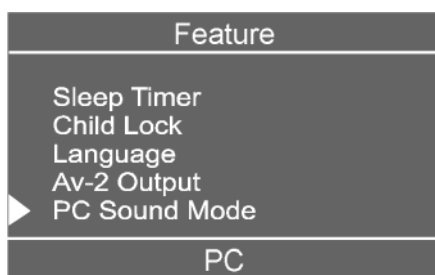 Feature
Sleep Timer
Child Lock
Language
Av-2 Output
PC Sound Mode
PC